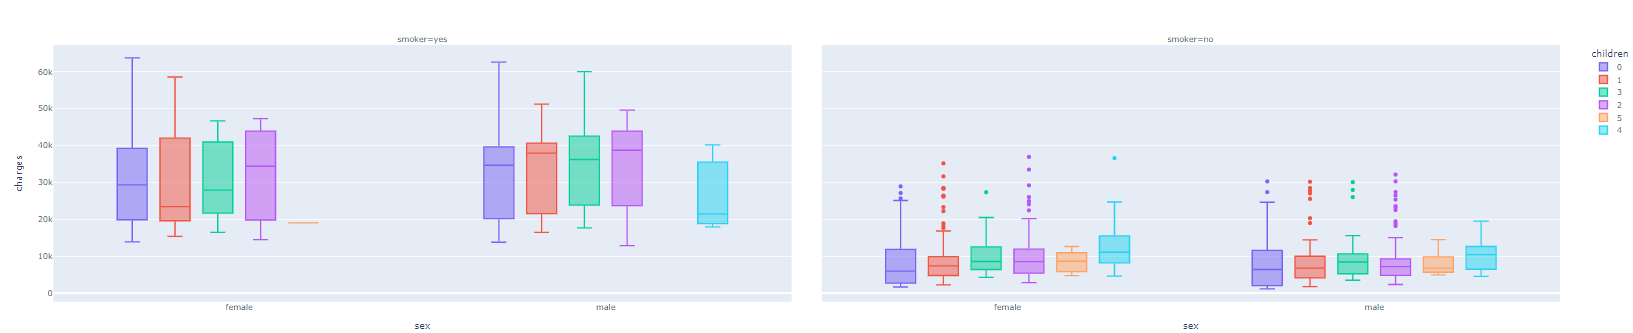 smoker=yes
smoker=no
children
0
1
3
2
5
4
charges
60k
50k
40k
30k
20k
10k
0
female
male
female
male
sex
sex